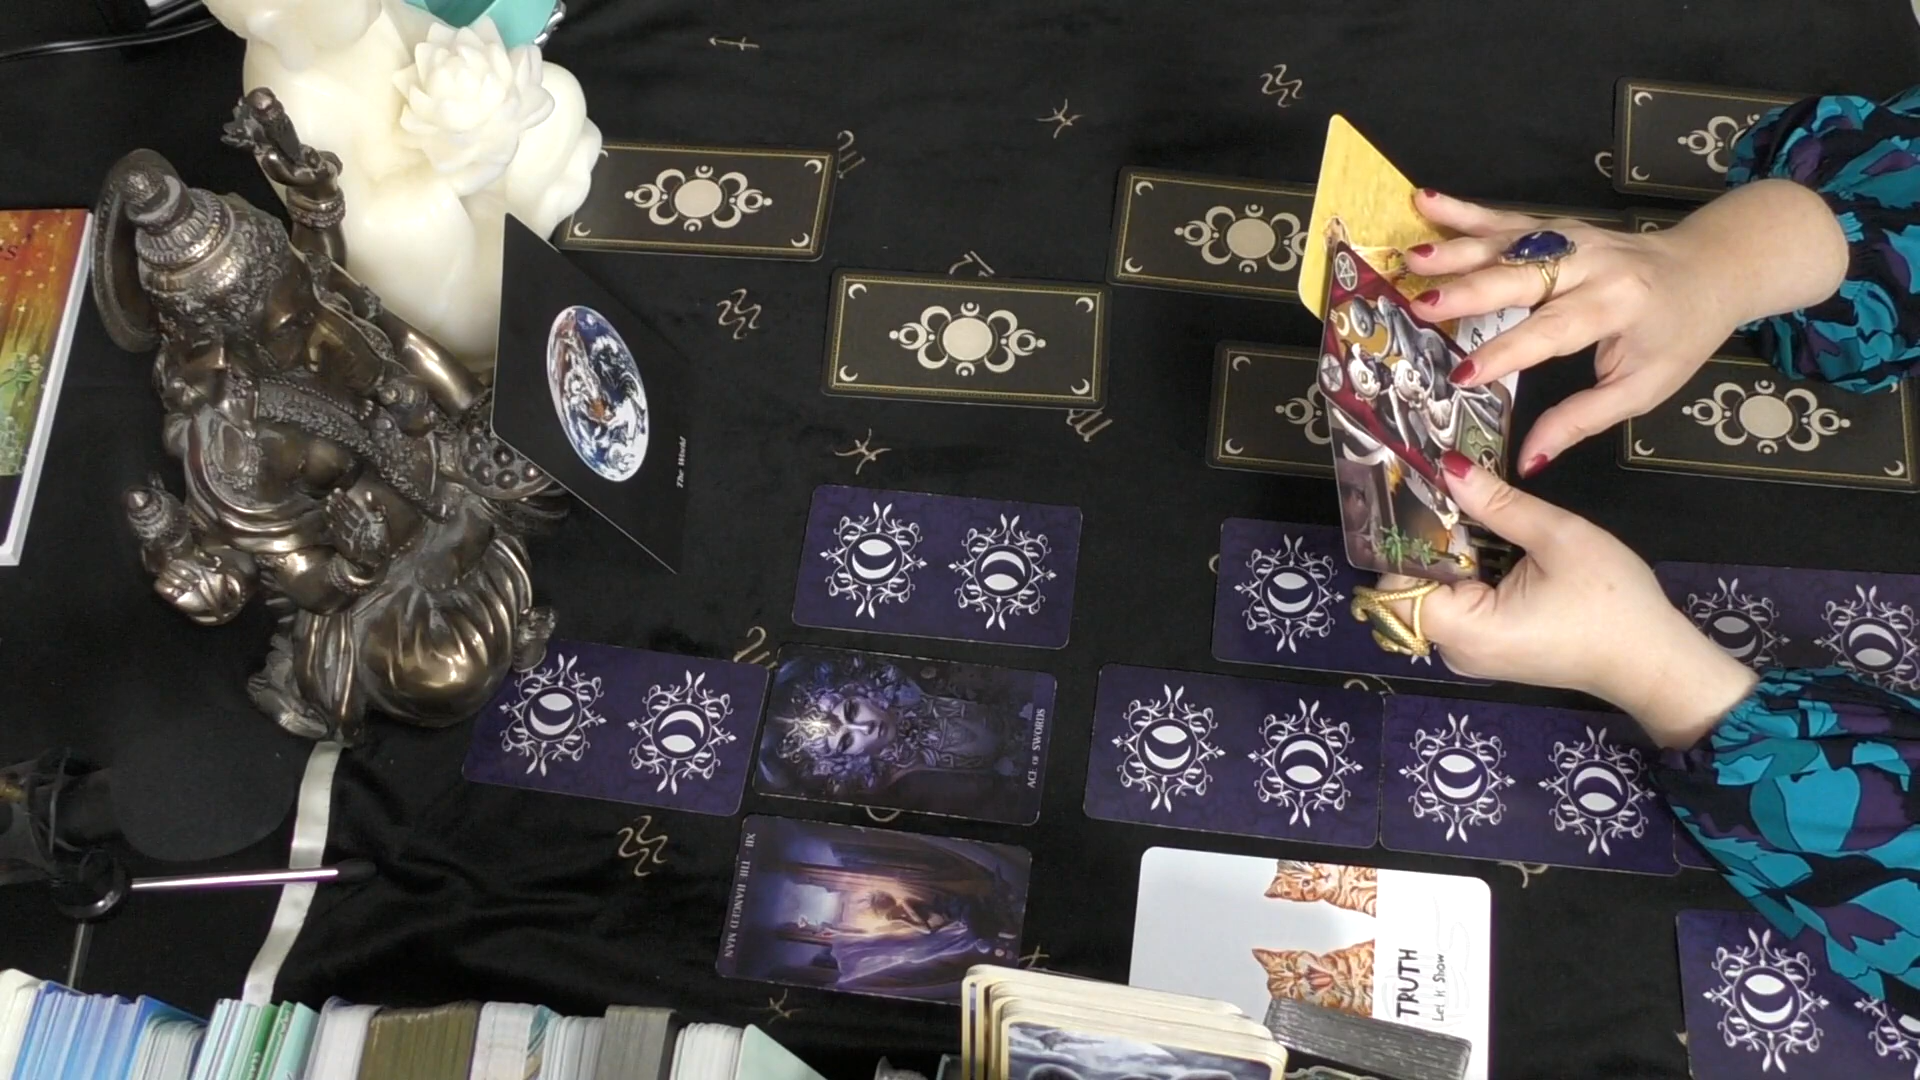 The World
ACE OF SWORDS
XII · THE HANGED MAN
TRUTH
Let it Show